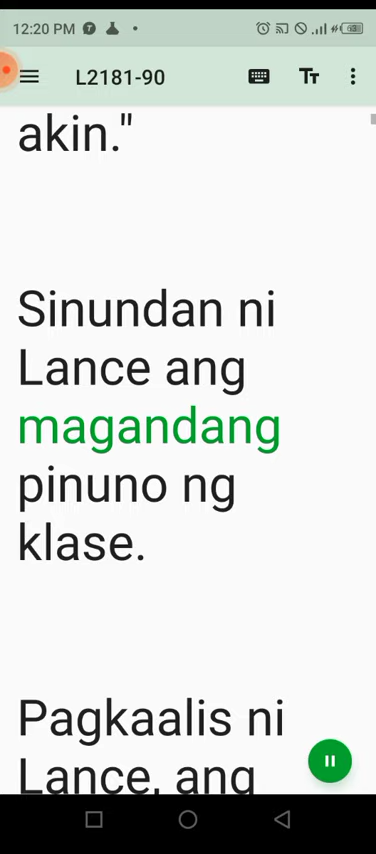 12:20 PM
L2181-90
akin."
Sinundan ni
Lance ang
magandang
pinuno ng
klase.
Pagkaalis ni
Lance, ang